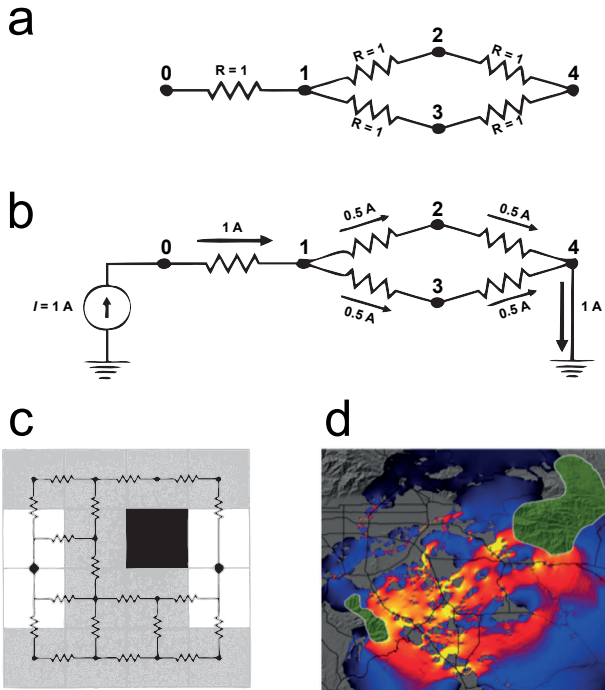 a
0
R = 1
1
R = 1
2
R = 1
4
R = 1
3
R = 1
b
0
1 A
1
0.5 A
2
0.5 A
4
I = 1 A
0.5 A
3
0.5 A
1 A
c
d